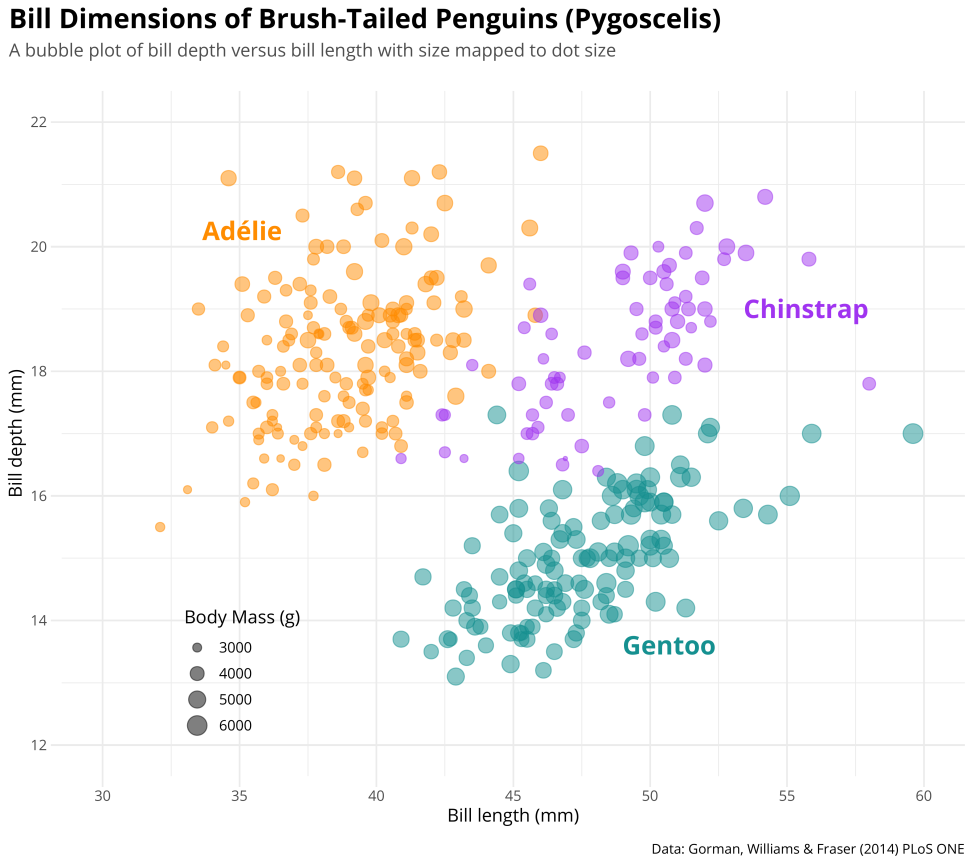 Bill Dimensions of Brush-Tailed Penguins (Pygoscelis)
A bubble plot of bill depth versus bill length with size mapped to dot size
22
20
18
16
14
12
Bill depth (mm)
Adélie
Chinstrap
Gentoo
Body Mass (g)
3000
4000
5000
6000
30 35 40 45 50 55 60
Bill length (mm)
Data: Gorman, Williams & Fraser (2014) PLoS ONE